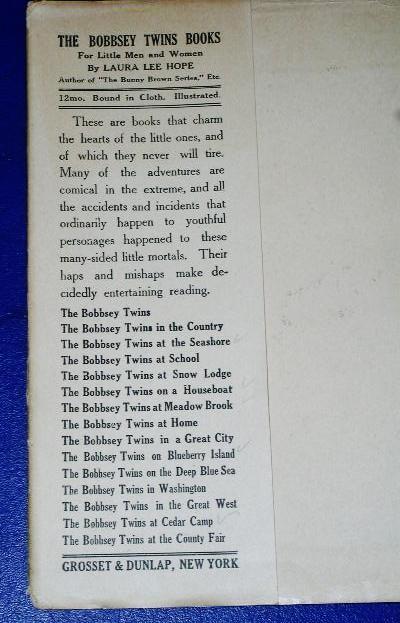 THE BOBBSEY TWINS BOOKS
For Little Men and Women
By LAURA LEE HOPE
Author of "The Bunny Brown Series," Etc.
12mo. Bound in Cloth. Illustrated.
These are books that charm
the hearts of the little ones, and
of which they never will tire.
Many of the adventures are
comical in the extreme, and all
the accidents and incidents that
ordinarily happen to youthful
personages happened to these
many-sided little mortals. Their
haps and mishaps make de-
cidedly entertaining reading.
The Bobbsey Twins
The Bobbsey Twins in the Country
The Bobbsey Twins at the Seashore
The Bobbsey Twins at School
The Bobbsey Twins at Snow Lodge
The Bobbsey Twins on a Houseboat
The Bobbsey Twins at Meadow Brook
The Bobbsey Twins at Home
The Bobbsey Twins in a Great City
The Bobbsey Twins on Blueberry Island
The Bobbsey Twins on the Deep Blue Sea
The Bobbsey Twins in Washington
The Bobbsey Twins in the Great West
The Bobbsey Twins at Cedar Camp
The Bobbsey Twins at the County Fair
GROSSET & DUNLAP, NEW YORK